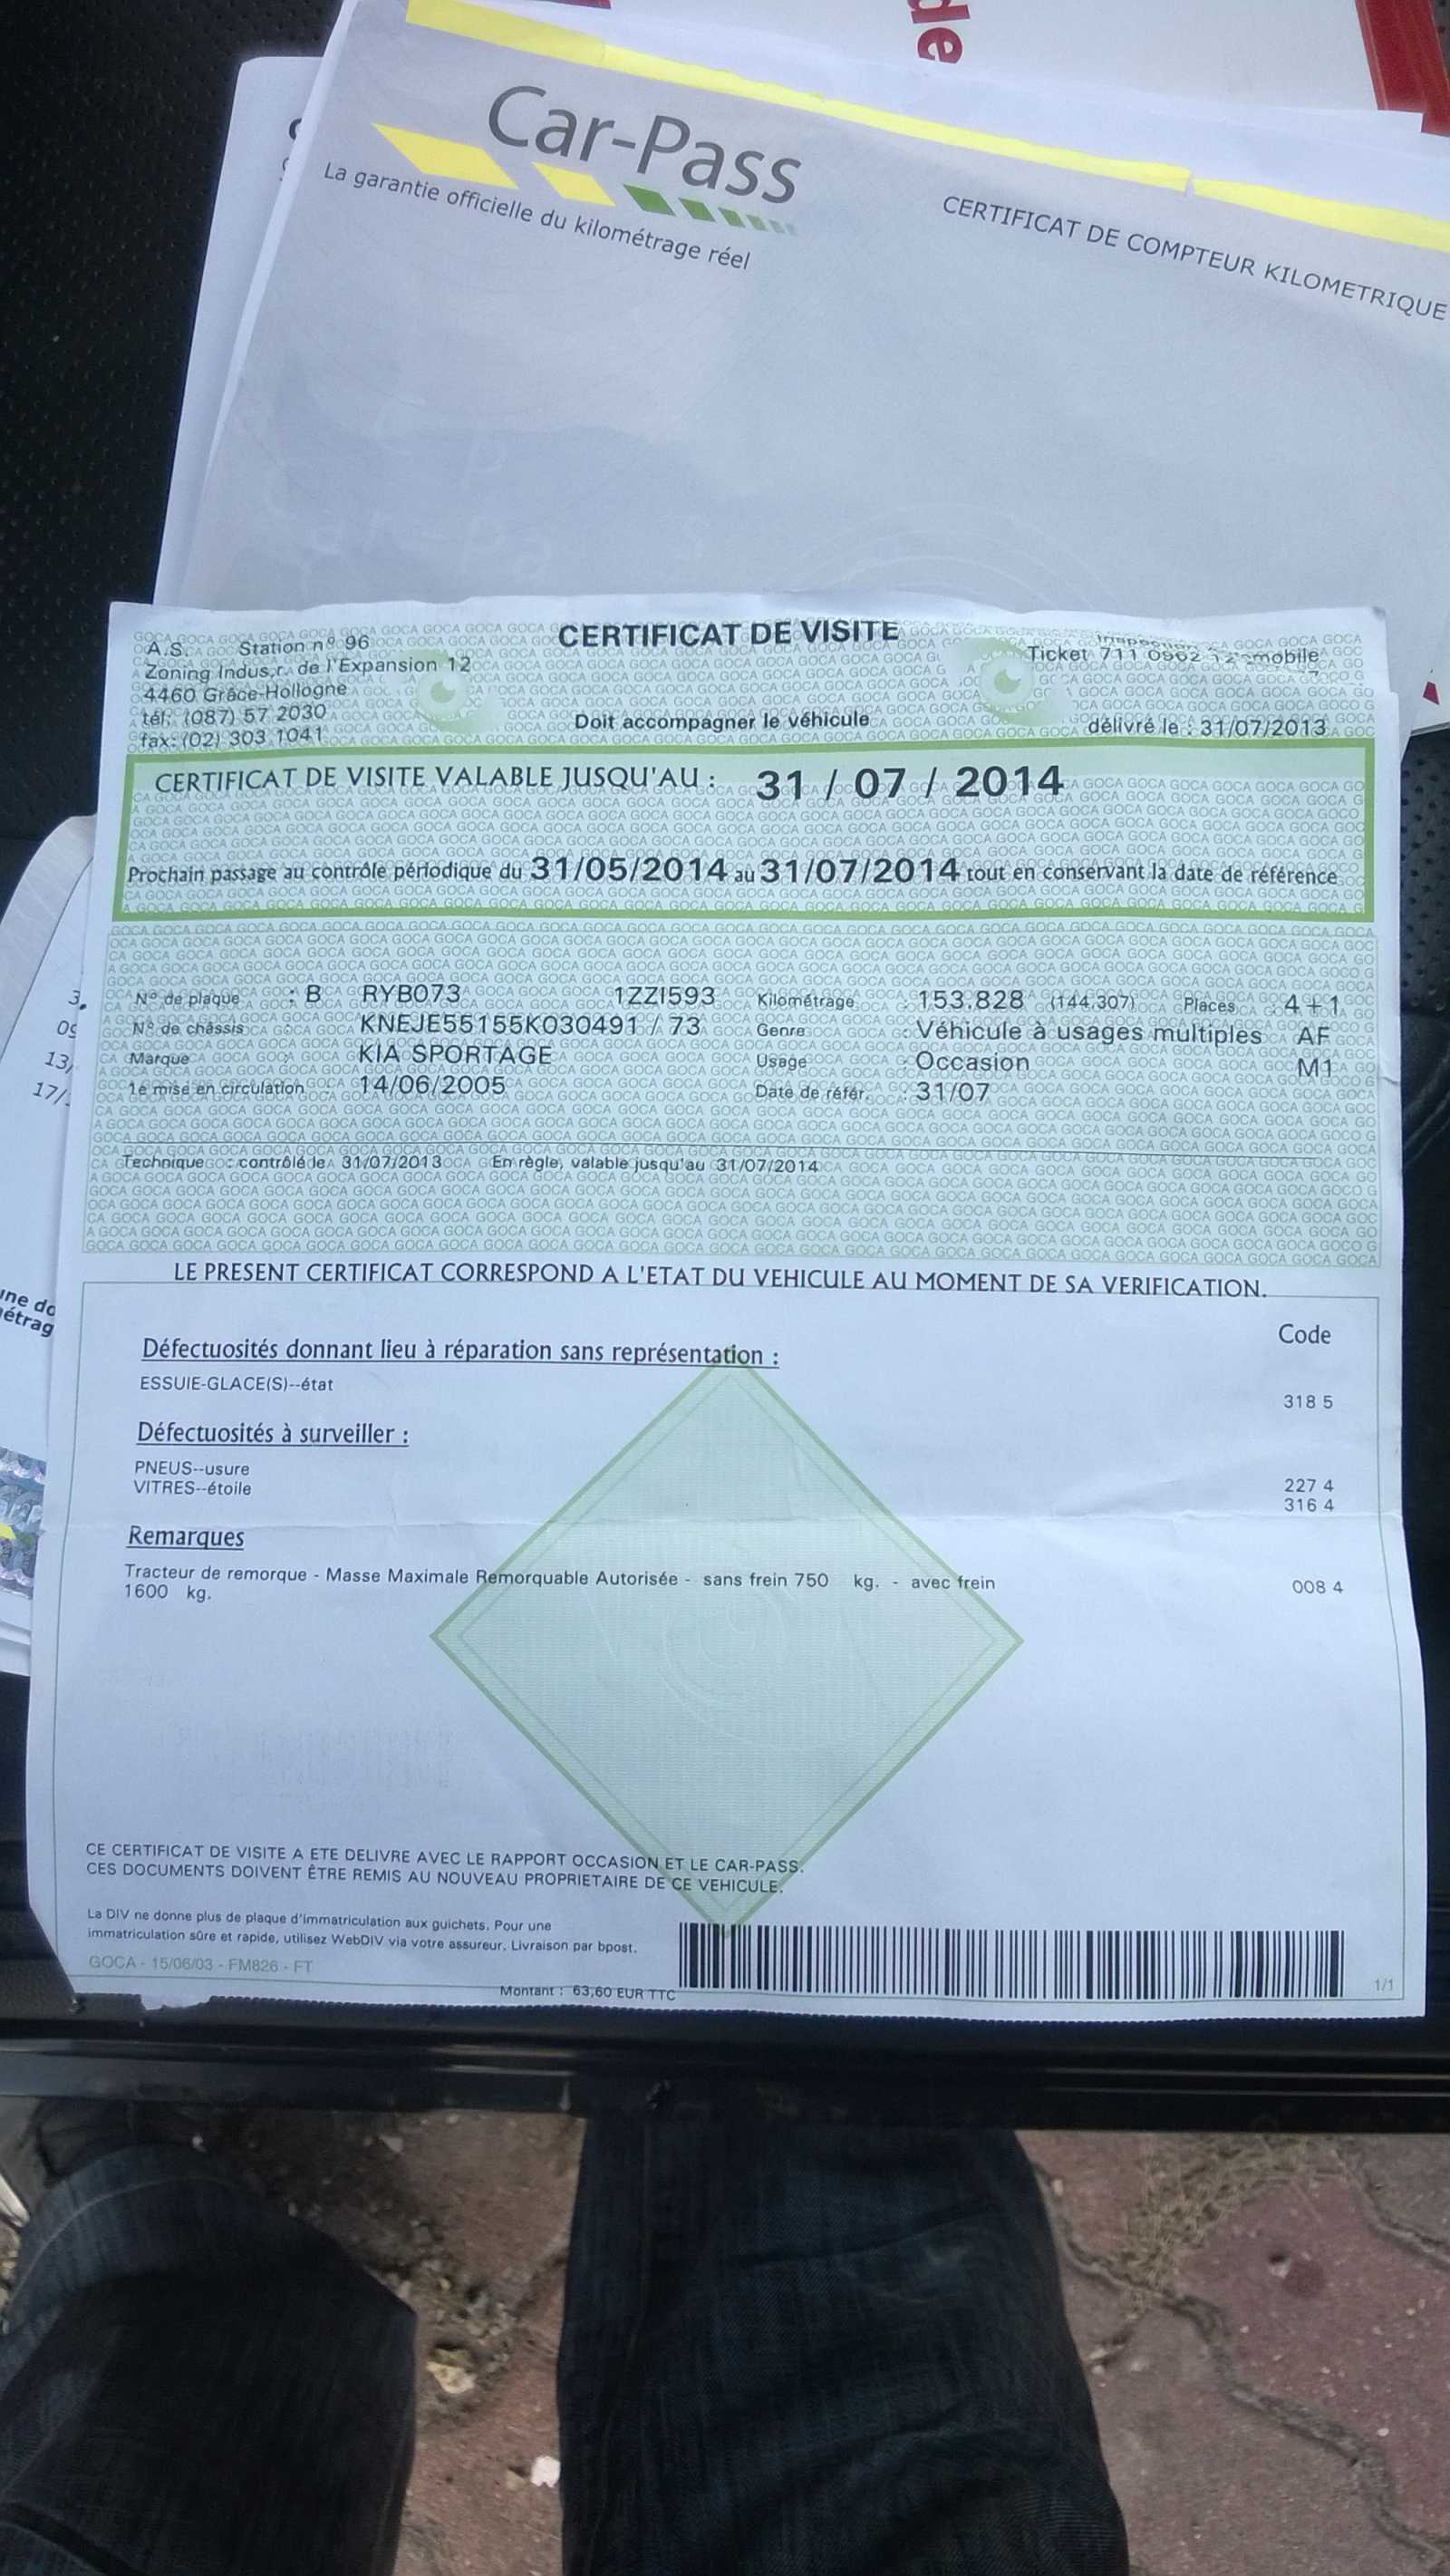 de
Car-Pass
La garantie officielle du kilométrage réel
CERTIFICAT DE COMPTEUR KILOMETRIQUE
CERTIFICAT DE VISITE
A.S. Station nº 96
Zoning Indus.r. de l'Expansion 12
4460 Grâce-Hollogne
tél: (087) 57 2030
fax: (02) 303 1041
Ticket 711
Doit accompagner le véhicule
délivré le : 31/07/2013
CERTIFICAT DE VISITE VALABLE JUSQU'AU : 31 / 07 / 2014
Prochain passage au contrôle périodique du 31/05/2014 au 31/07/2014 tout en conservant la date de référence
Nº de plaque : B RYB073 1ZZI593 Kilométrage : 153.828 (144.307) Places : 4+1
Nº de châssis KNEJE55155K030491 / 73 Genre : Véhicule à usages multiples AF
Marque : KIA SPORTAGE Usage : Occasion M1
1e mise en circulation 14/06/2005 Date de référ. : 31/07
Technique : contrôlé le 31/07/2013 En règle, valable jusqu'au 31/07/2014
LE PRESENT CERTIFICAT CORRESPOND A L'ETAT DU VEHICULE AU MOMENT DE SA VERIFICATION.
Code
Défectuosités donnant lieu à réparation sans représentation :
ESSUIE-GLACE(S)--état 318 5
Défectuosités à surveiller :
PNEUS--usure 227 4
VITRES--étoile 316 4
Remarques
Tracteur de remorque - Masse Maximale Remorquable Autorisée - sans frein 750 kg. - avec frein 008 4
1600 kg.
CE CERTIFICAT DE VISITE A ETE DELIVRE AVEC LE RAPPORT OCCASION ET LE CAR-PASS.
CES DOCUMENTS DOIVENT ÊTRE REMIS AU NOUVEAU PROPRIETAIRE DE CE VEHICULE.
La DIV ne donne plus de plaque d'immatriculation aux guichets. Pour une
immatriculation sûre et rapide, utilisez WebDIV via votre assureur. Livraison par bpost.
GOCA - 15/06/03 - FM826 - FT
Montant : 63,60 EUR TTC
1/1